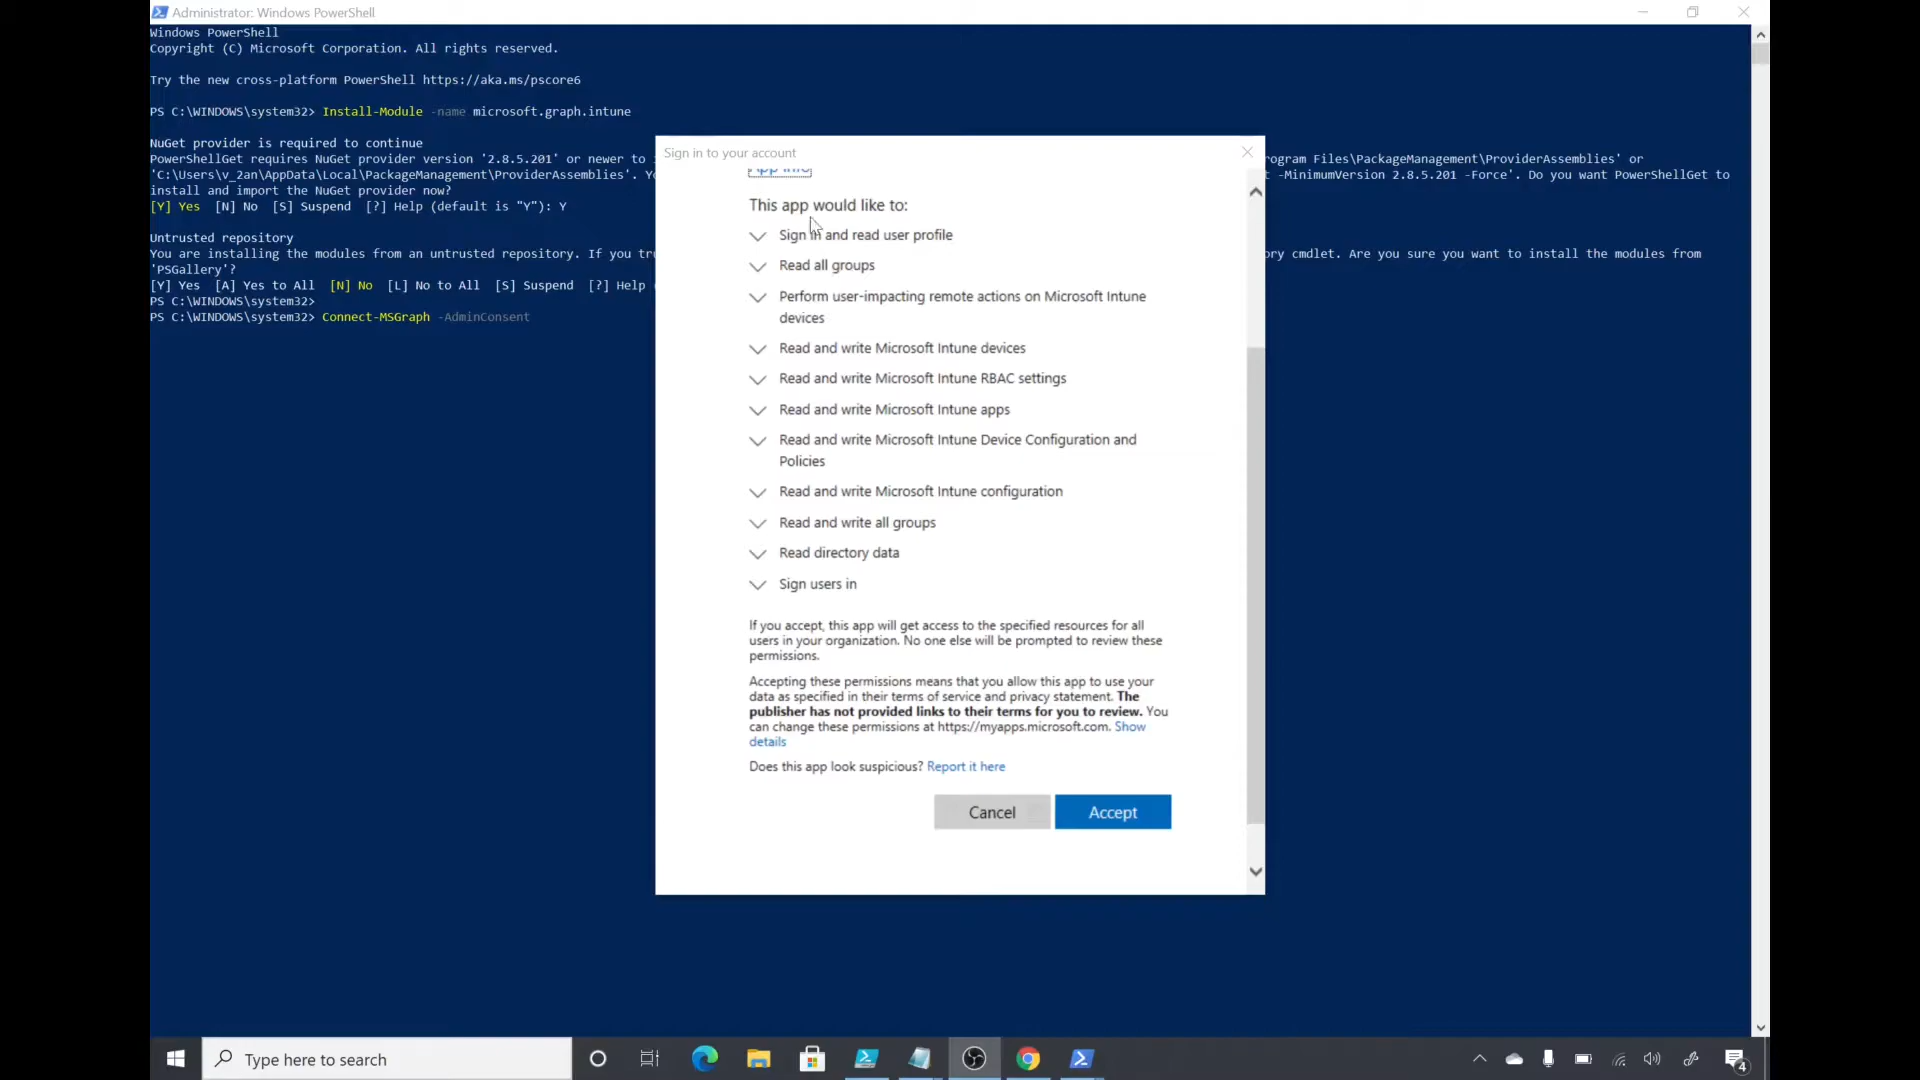 Administrator: Windows PowerShell
Windows PowerShell
Copyright (C) Microsoft Corporation. All rights reserved.
Try the new cross-platform PowerShell https://aka.ms/pscore6
PS C:\WINDOWS\system32> Install-Module -name microsoft.graph.intune
NuGet provider is required to continue
PowerShellGet requires NuGet provider version '2.8.5.201' or newer to
rogram Files\PackageManagement\ProviderAssemblies' or
'C:\Users\v_2an\AppData\Local\PackageManagement\ProviderAssemblies'.
-MinimumVersion 2.8.5.201 -Force'. Do you want PowerShellGet to
install and import the NuGet provider now?
[Y] Yes [N] No [S] Suspend [?] Help (default is "Y"): Y
Untrusted repository
You are installing the modules from an untrusted repository. If you
ry cmdlet. Are you sure you want to install the modules from
'PSGallery'?
[Y] Yes [A] Yes to All [N] No [L] No to All [S] Suspend [?] Help
PS C:\WINDOWS\system32>
PS C:\WINDOWS\system32> Connect-MSGraph -AdminConsent
Sign in to your account
App info
This app would like to:
Sign in and read user profile
Read all groups
Perform user-impacting remote actions on Microsoft Intune
devices
Read and write Microsoft Intune devices
Read and write Microsoft Intune RBAC settings
Read and write Microsoft Intune apps
Read and write Microsoft Intune Device Configuration and
Policies
Read and write Microsoft Intune configuration
Read and write all groups
Read directory data
Sign users in
If you accept, this app will get access to the specified resources for all
users in your organization. No one else will be prompted to review these
permissions.
Accepting these permissions means that you allow this app to use your
data as specified in their terms of service and privacy statement. The
publisher has not provided links to their terms for you to review. You
can change these permissions at https://myapps.microsoft.com. Show
details
Does this app look suspicious? Report it here
Cancel
Accept
Type here to search
4